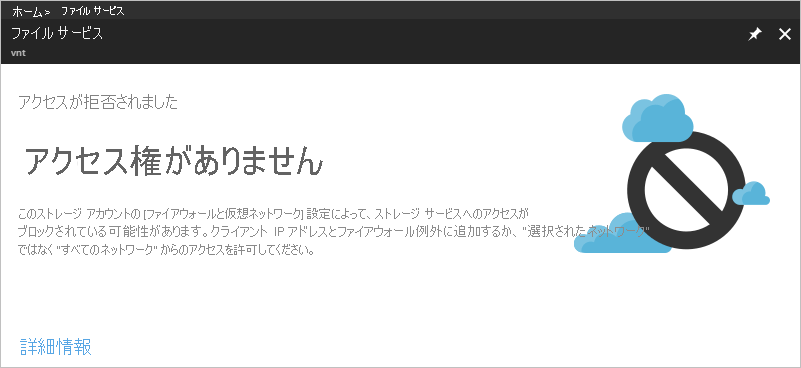 ホーム> ファイル サービス
ファイル サービス
vnt
アクセスが拒否されました
アクセス権がありません
このストレージ アカウントの [ファイアウォールと仮想ネットワーク] 設定によって、ストレージ サービスへのアクセスが
ブロックされている可能性があります。クライアント IP アドレスとファイアウォール例外に追加するか、"選択されたネットワーク"
ではなく "すべてのネットワーク" からのアクセスを許可してください。
詳細情報